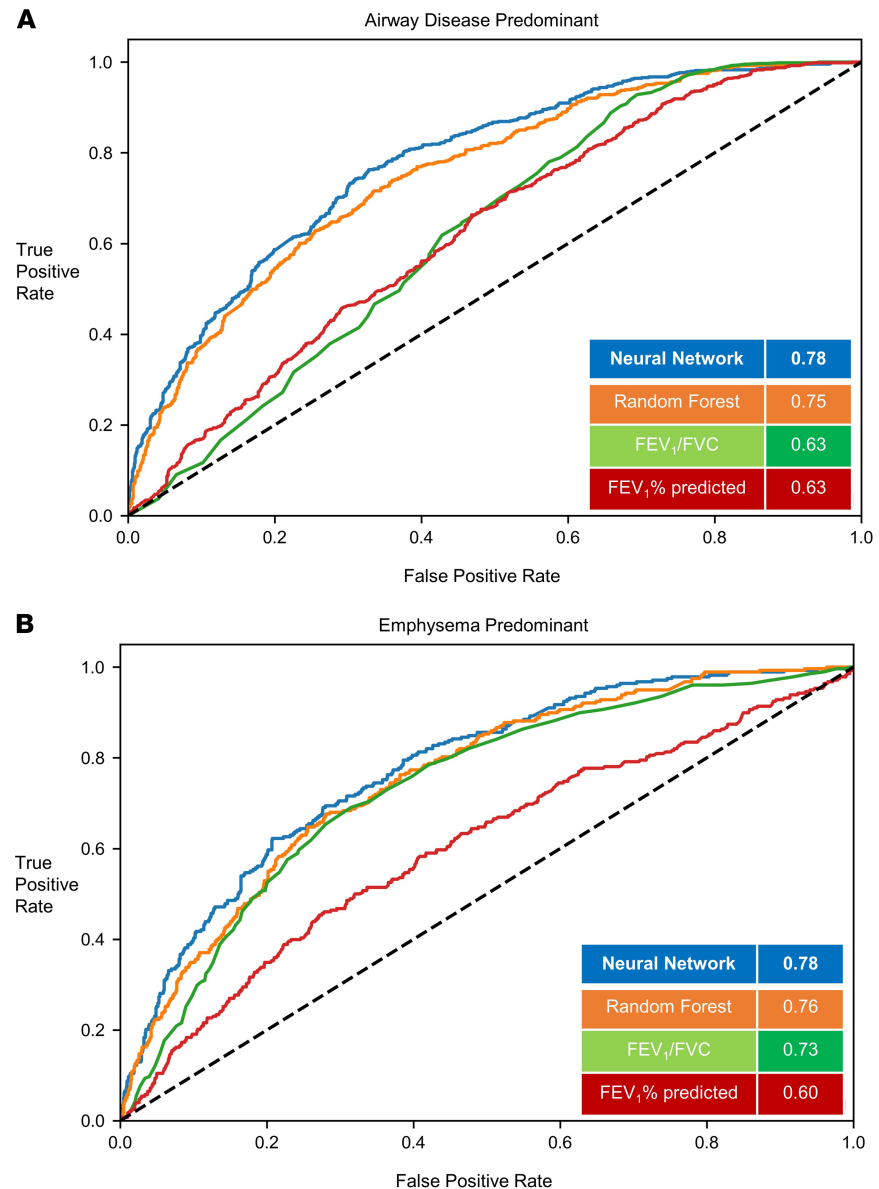 A
Airway Disease Predominant
1.0
0.8
0.6
True
Positive
Rate
0.4
0.2
0.0
Neural Network 0.78
Random Forest 0.75
FEV₁/FVC 0.63
FEV₁% predicted 0.63
0.0 0.2 0.4 0.6 0.8 1.0
False Positive Rate
B
Emphysema Predominant
1.0
0.8
0.6
True
Positive
Rate
0.4
0.2
0.0
Neural Network 0.78
Random Forest 0.76
FEV₁/FVC 0.73
FEV₁% predicted 0.60
0.0 0.2 0.4 0.6 0.8 1.0
False Positive Rate